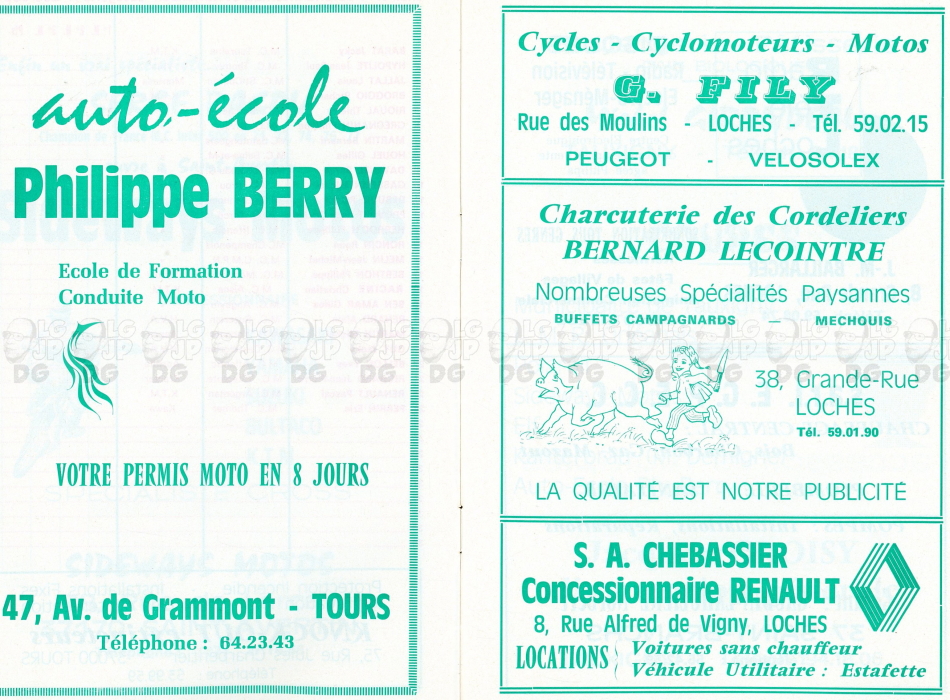 auto-école
Philippe BERRY
Ecole de Formation
Conduite Moto
VOTRE PERMIS MOTO EN 8 JOURS
47, Av. de Grammont - TOURS
Téléphone : 64.23.43
Cycles - Cyclomoteurs - Motos
G. FILY
Rue des Moulins - LOCHES - Tél. 59.02.15
PEUGEOT - VELOSOLEX
Charcuterie des Cordeliers
BERNARD LECOINTRE
Nombreuses Spécialités Paysannes
BUFFETS CAMPAGNARDS — MECHOUIS
38, Grande-Rue
LOCHES
Tél. 59.01.90
LA QUALITÉ EST NOTRE PUBLICITÉ
S. A. CHEBASSIER
Concessionnaire RENAULT
8, Rue Alfred de Vigny, LOCHES
LOCATIONS
Voitures sans chauffeur
Véhicule Utilitaire : Estafette